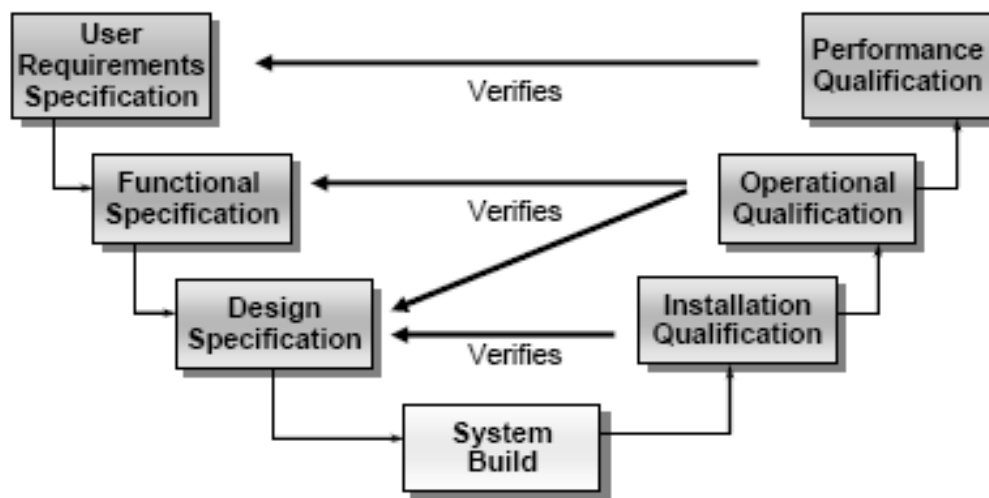 User
Requirements
Specification
Performance
Qualification
Verifies
Functional
Specification
Operational
Qualification
Verifies
Design
Specification
Installation
Qualification
Verifies
System
Build